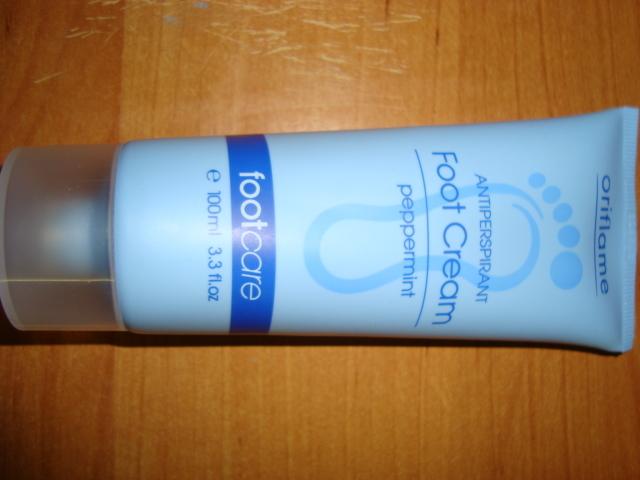 oriflame
ANTIPERSPIRANT
Foot Cream
peppermint
footcare
e 100ml 3.3 fl.oz